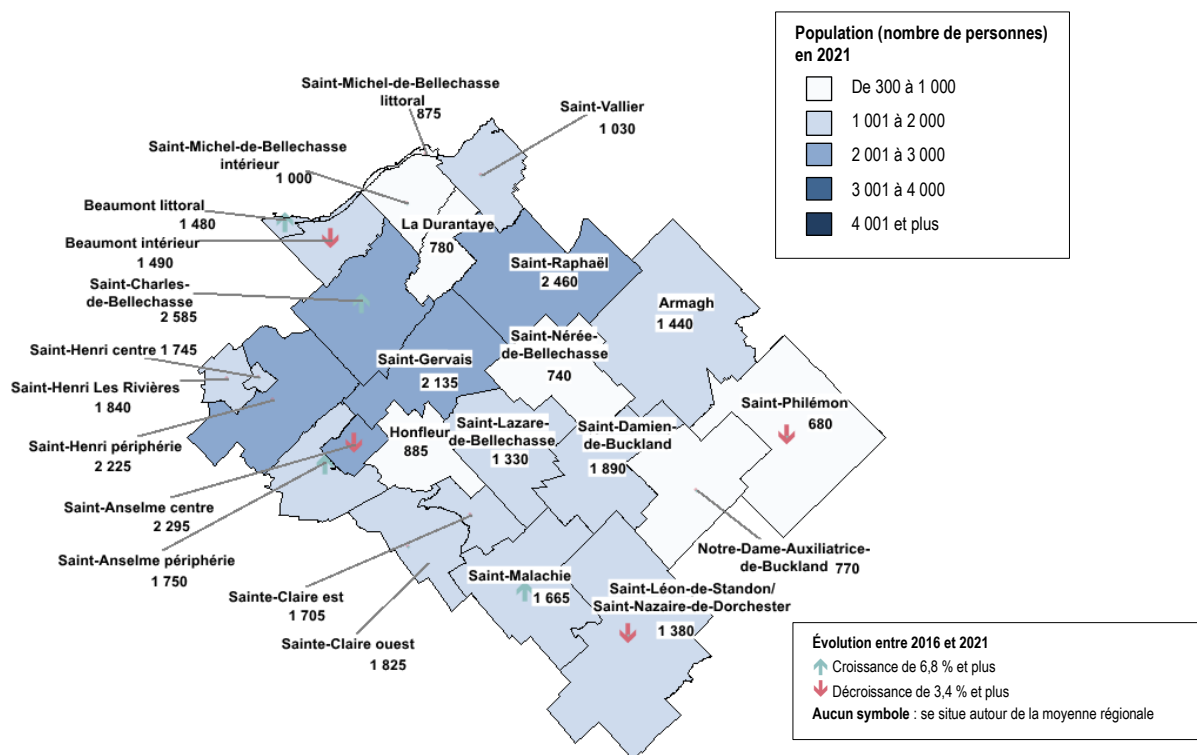 Population (nombre de personnes)
en 2021
De 300 à 1 000
1 001 à 2 000
2 001 à 3 000
3 001 à 4 000
4 001 et plus
Saint-Michel-de-Bellechasse
littoral
875
Saint-Vallier
1 030
Saint-Michel-de-Bellechasse
intérieur
1 000
Beaumont littoral
1 480
La Durantaye
780
Beaumont intérieur
1 490
Saint-Raphaël
2 460
Saint-Charles-
de-Bellechasse
2 585
Armagh
1 440
Saint-Nérée-
de-Bellechasse
740
Saint-Henri centre 1 745
Saint-Gervais
2 135
Saint-Henri Les Rivières
1 840
Saint-Philémon
680
Saint-Henri périphérie
2 225
Honfleur
885
Saint-Lazare-
de-Bellechasse
1 330
Saint-Damien-
de-Buckland
1 890
Saint-Anselme centre
2 295
Saint-Anselme périphérie
1 750
Notre-Dame-Auxiliatrice-
de-Buckland
770
Sainte-Claire est
1 705
Saint-Malachie
1 665
Saint-Léon-de-Standon/
Saint-Nazaire-de-Dorchester
1 380
Sainte-Claire ouest
1 825
Évolution entre 2016 et 2021
Croissance de 6,8 % et plus
Décroissance de 3,4 % et plus
Aucun symbole : se situe autour de la moyenne régionale